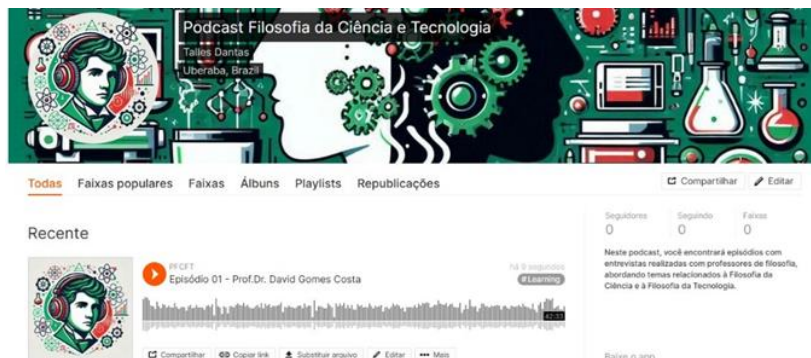 Podcast Filosofia da Ciência e Tecnologia
Talles Dantas
Uberaba, Brazil
Todas Faixas populares Faixas Álbuns Playlists Republicações
Compartilhar Editar
Seguidores Seguindo Faixas
0 0 0
Neste podcast, você encontrará episódios com
entrevistas realizadas com professores de filosofia,
abordando temas relacionados à Filosofia da
Ciência e à Filosofia da Tecnologia.
Recente
PFCFT
há 9 segundos
Episódio 01 - Prof.Dr. David Gomes Costa
#Learning
42:33
Compartilhar Copiar link Substituir arquivo Editar Mais
Baixe o app